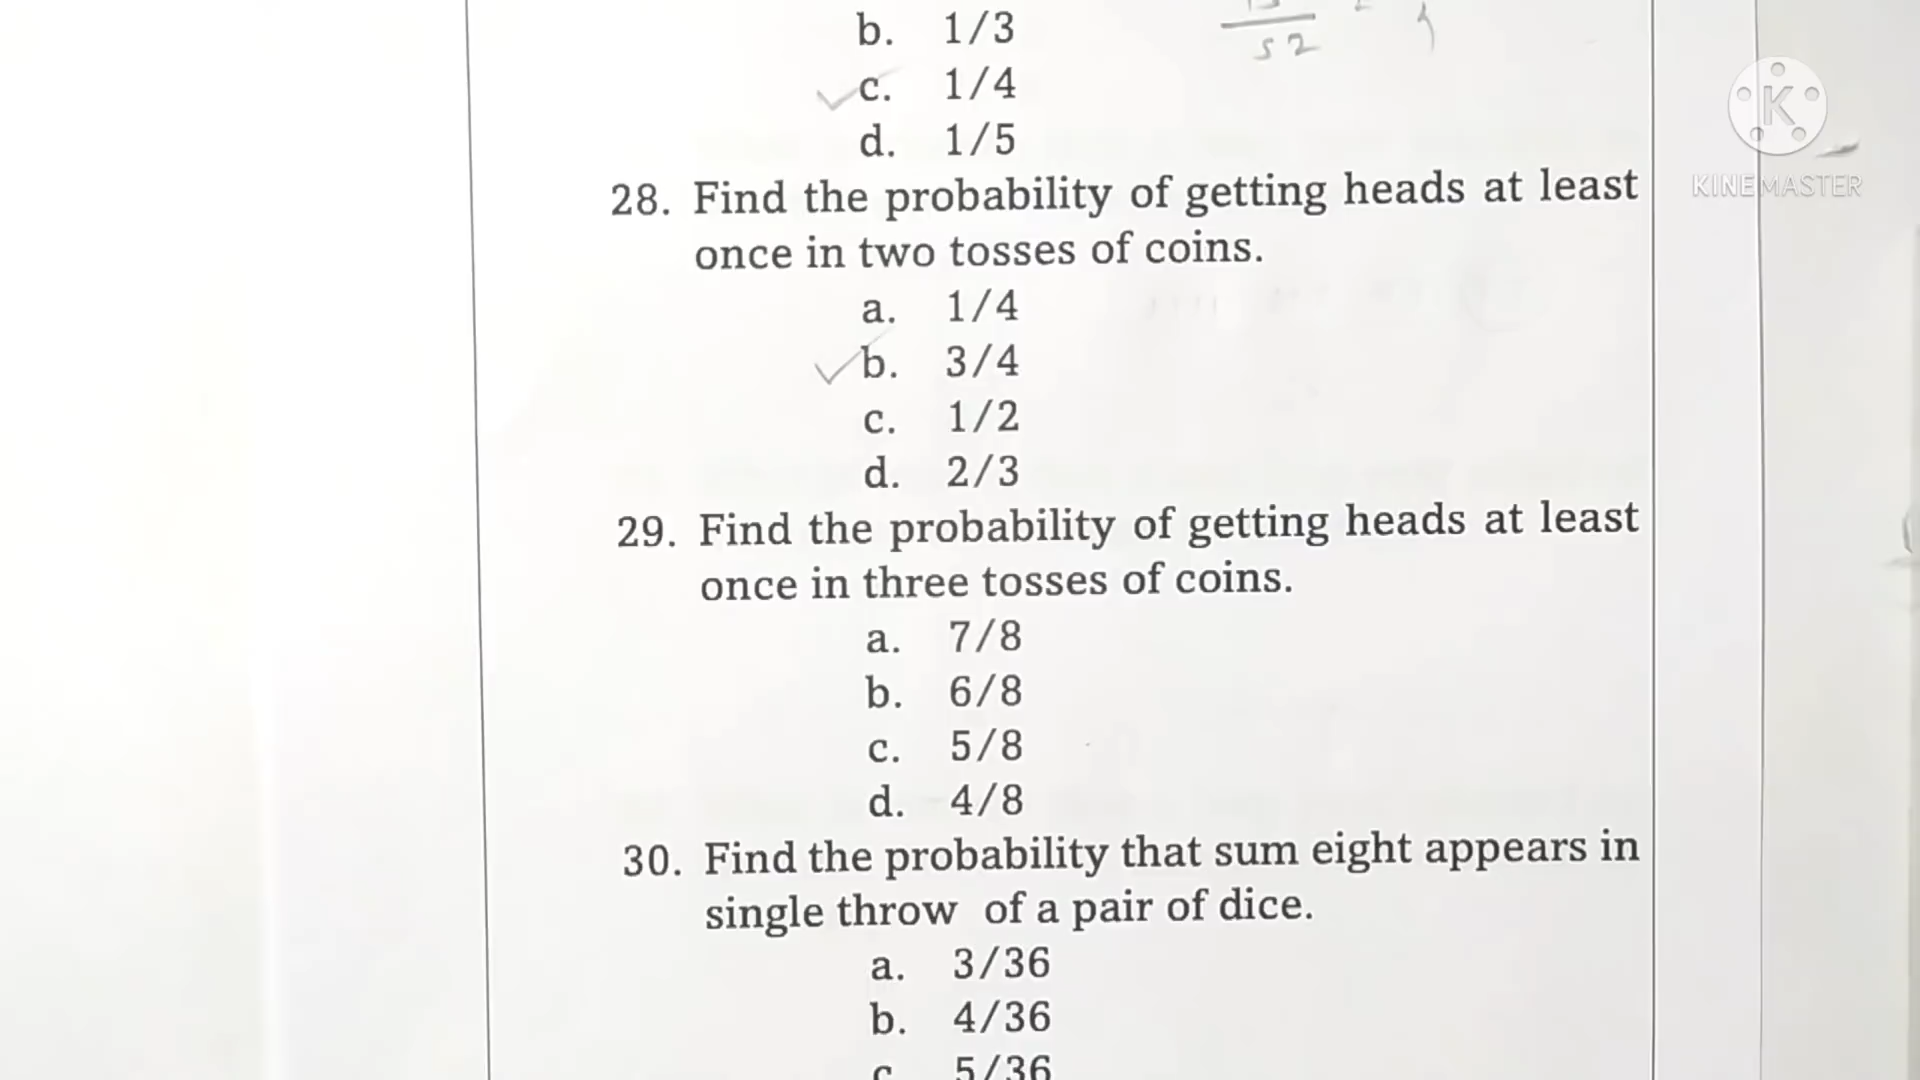 b. 1/3
52
c. 1/4
d. 1/5
K
KINEMASTER
28. Find the probability of getting heads at least
once in two tosses of coins.
a. 1/4
b. 3/4
c. 1/2
d. 2/3
29. Find the probability of getting heads at least
once in three tosses of coins.
a. 7/8
b. 6/8
c. 5/8
d. 4/8
30. Find the probability that sum eight appears in
single throw of a pair of dice.
a. 3/36
b. 4/36
c 5/36